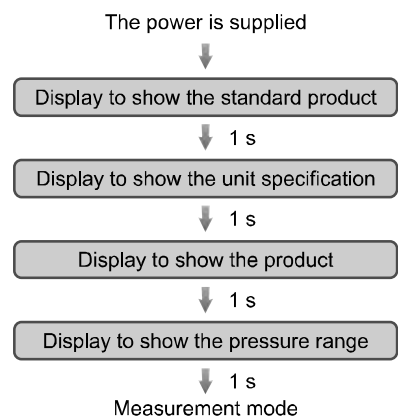 The power is supplied
Display to show the standard product
1 s
Display to show the unit specification
1 s
Display to show the product
1 s
Display to show the pressure range
1 s
Measurement mode